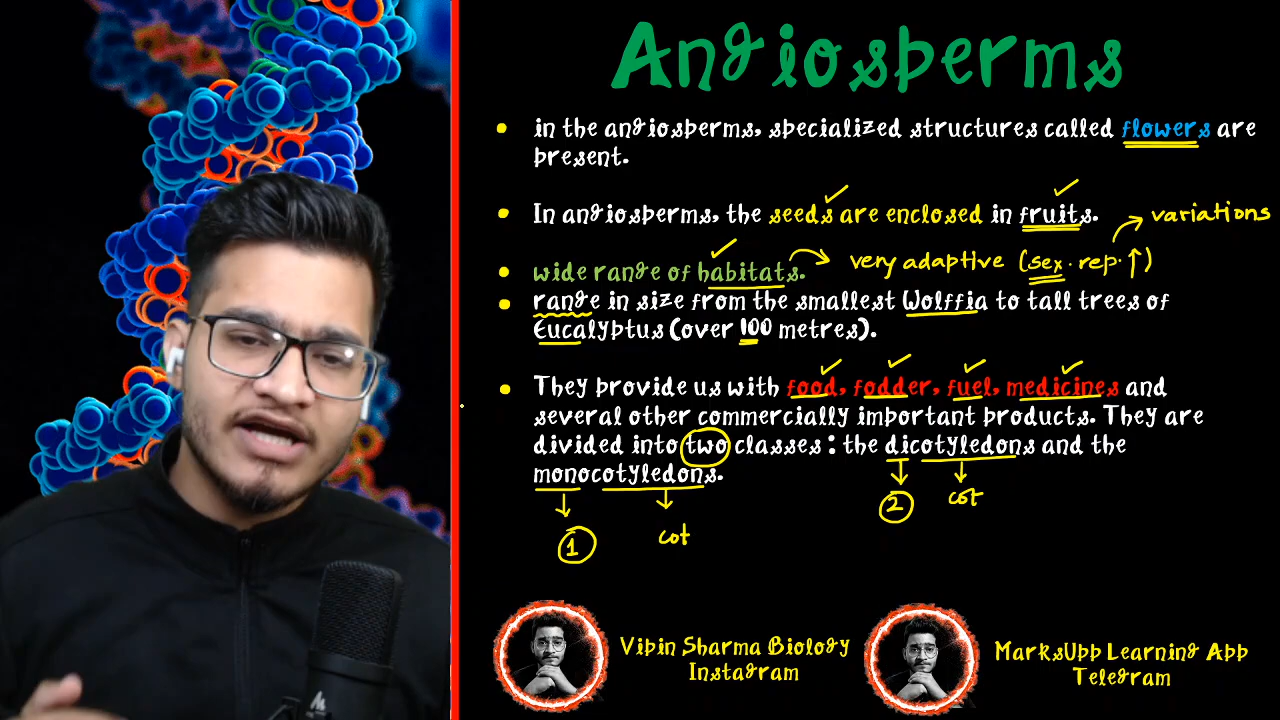 Angiosperms
• in the angiosperms, specialized structures called flowers are
present.
• In angiosperms, the seeds are enclosed in fruits.
variations
• wide range of habitats. very adaptive (sex. rep. ↑)
• range in size from the smallest Wolffia to tall trees of
Eucalyptus (over 100 metres).
• They provide us with food, fodder, fuel, medicines and
several other commercially important products. They are
divided into two classes : the dicotyledons and the
monocotyledons.
2 cot
1 cot
Vipin Sharma Biology
Instagram
MarksUpp Learning App
Telegram